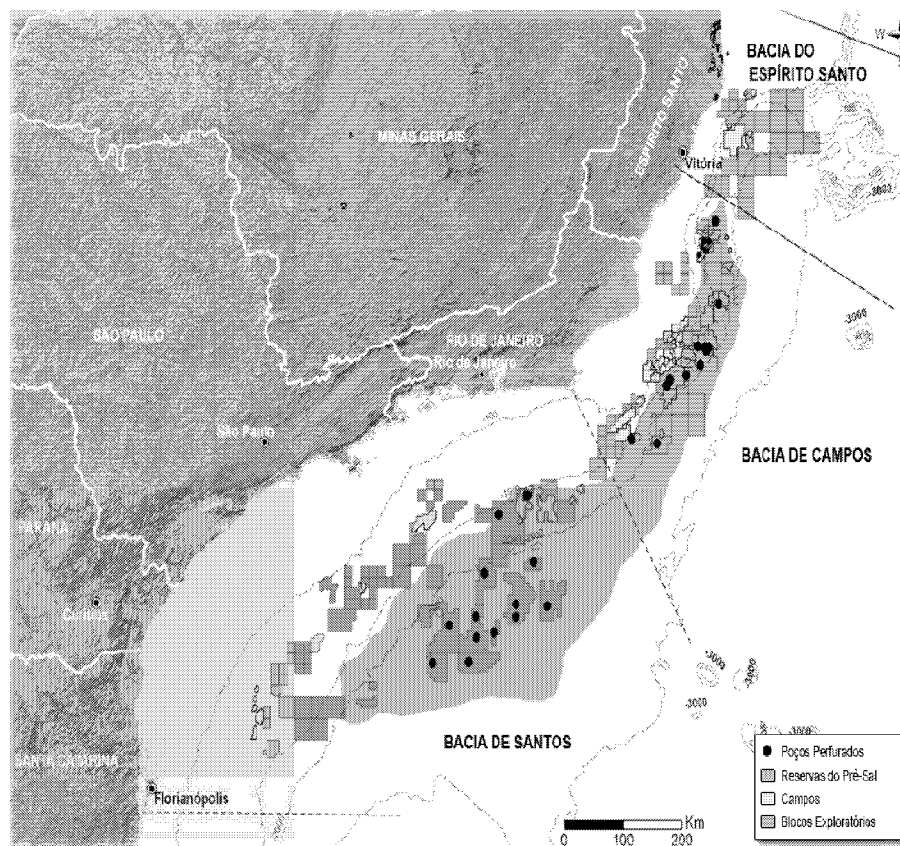 BACIA DO
ESPÍRITO SANTO
W
MINAS GERAIS
ESPÍRITO SANTO
Vitória
-3000
-3000
SÃO PAULO
RIO DE JANEIRO
Rio de Janeiro
São Paulo
BACIA DE CAMPOS
PARANÁ
Curitiba
-3000
-3000
-3000
-3000
BACIA DE SANTOS
SANTA CATARINA
Florianópolis
Km
0 100 200
Poços Perfurados
Reservas do Pré-Sal
Campos
Blocos Exploratórios